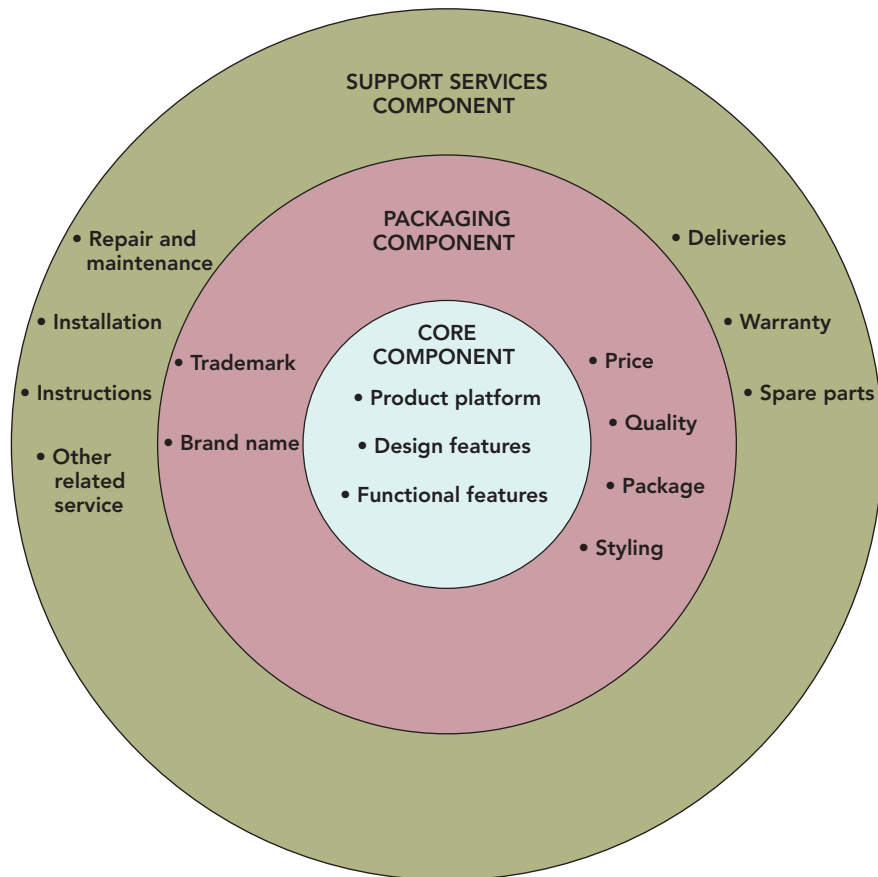 SUPPORT SERVICES
COMPONENT
PACKAGING
COMPONENT
CORE
COMPONENT
• Product platform
• Design features
• Functional features
• Trademark
• Brand name
• Price
• Quality
• Package
• Styling
• Repair and
maintenance
• Installation
• Instructions
• Other
related
service
• Deliveries
• Warranty
• Spare parts